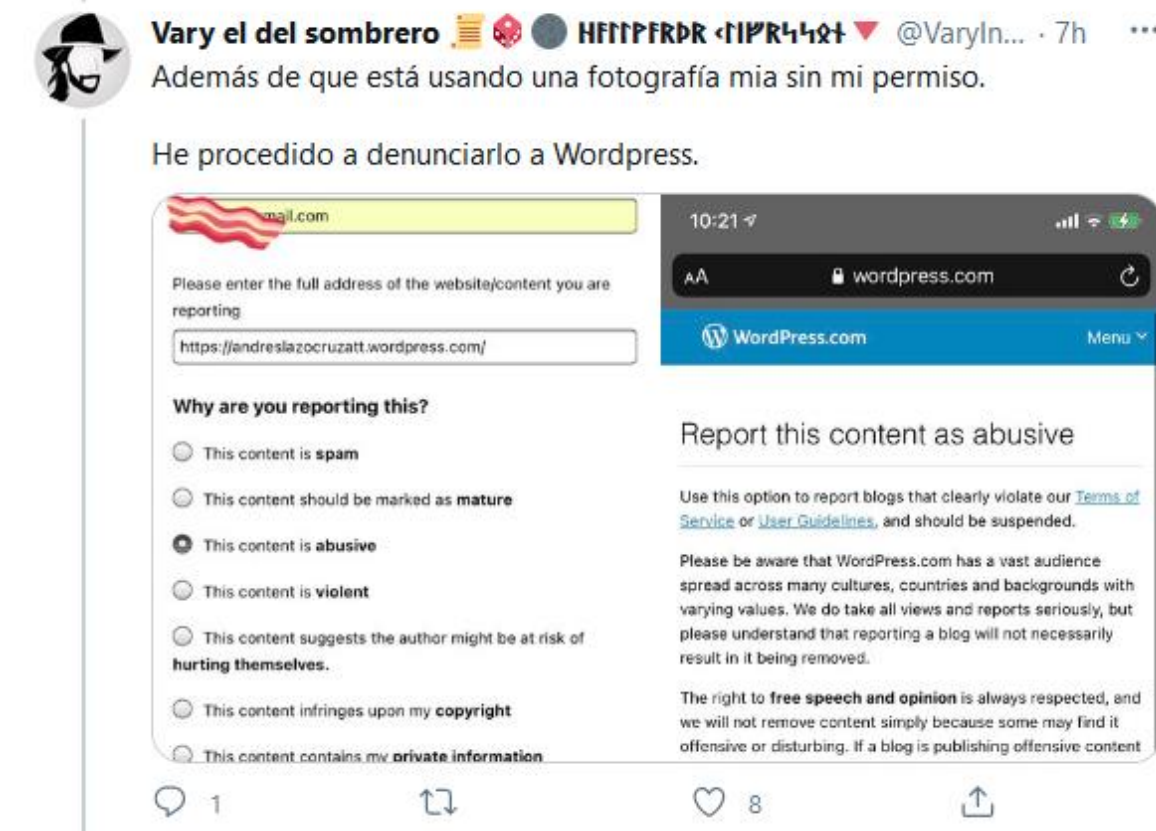 Vary el del sombrero @VaryIn... · 7h
Además de que está usando una fotografía mia sin mi permiso.
He procedido a denunciarlo a Wordpress.
mail.com
Please enter the full address of the website/content you are
reporting
https://andreslazocruzatt.wordpress.com/
Why are you reporting this?
This content is spam
This content should be marked as mature
This content is abusive
This content is violent
This content suggests the author might be at risk of
hurting themselves.
This content infringes upon my copyright
This content contains my private information
10:21
AA wordpress.com
WordPress.com Menu
Report this content as abusive
Use this option to report blogs that clearly violate our Terms of
Service or User Guidelines, and should be suspended.
Please be aware that WordPress.com has a vast audience
spread across many cultures, countries and backgrounds with
varying values. We do take all views and reports seriously, but
please understand that reporting a blog will not necessarily
result in it being removed.
The right to free speech and opinion is always respected, and
we will not remove content simply because some may find it
offensive or disturbing. If a blog is publishing offensive content
1 8